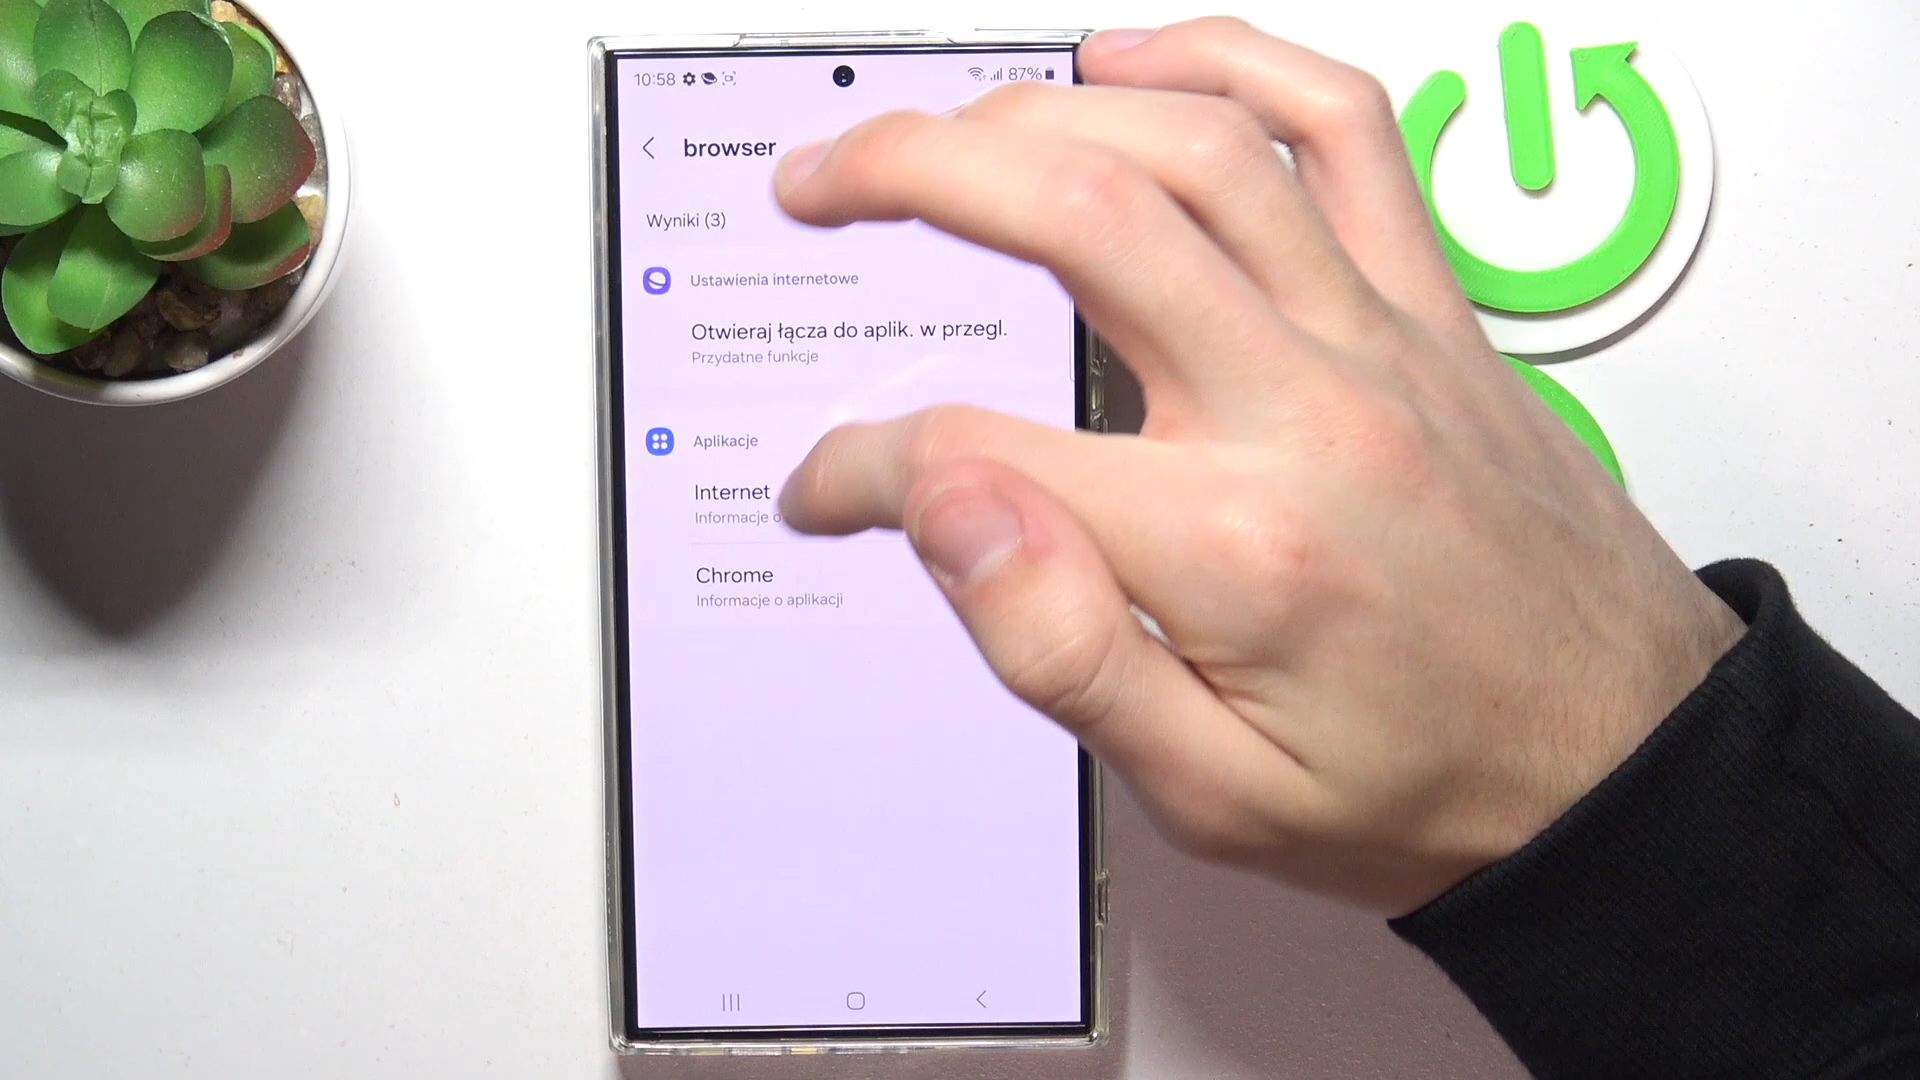 10:58 87%
browser
Wyniki (3)
Ustawienia internetowe
Otwieraj łącza do aplik. w przegl.
Przydatne funkcje
Aplikacje
Internet
Informacje o
Chrome
Informacje o aplikacji